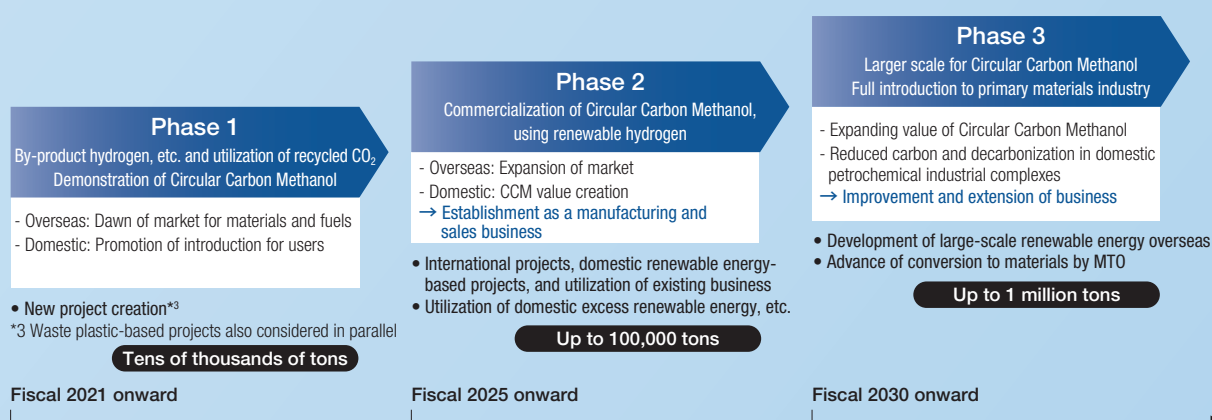 Phase 1
By-product hydrogen, etc. and utilization of recycled CO₂
Demonstration of Circular Carbon Methanol
- Overseas: Dawn of market for materials and fuels
- Domestic: Promotion of introduction for users
• New project creation*3
*3 Waste plastic-based projects also considered in parallel
Tens of thousands of tons
Fiscal 2021 onward
Phase 2
Commercialization of Circular Carbon Methanol,
using renewable hydrogen
- Overseas: Expansion of market
- Domestic: CCM value creation
→ Establishment as a manufacturing and
sales business
• International projects, domestic renewable energy-
based projects, and utilization of existing business
• Utilization of domestic excess renewable energy, etc.
Up to 100,000 tons
Fiscal 2025 onward
Phase 3
Larger scale for Circular Carbon Methanol
Full introduction to primary materials industry
- Expanding value of Circular Carbon Methanol
- Reduced carbon and decarbonization in domestic
petrochemical industrial complexes
→ Improvement and extension of business
• Development of large-scale renewable energy overseas
• Advance of conversion to materials by MTO
Up to 1 million tons
Fiscal 2030 onward